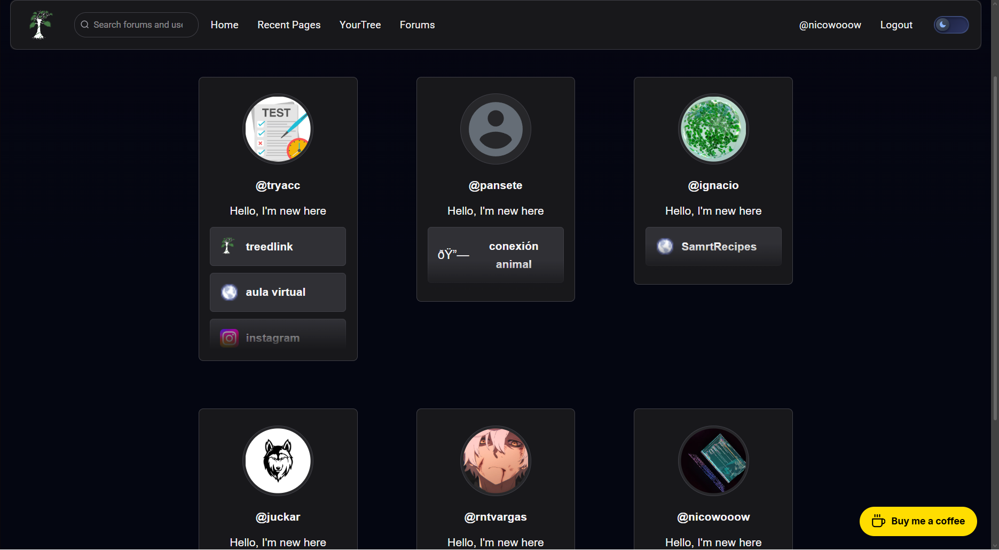 Search forums and use
Home
Recent Pages
YourTree
Forums
@nicowooow
Logout
TEST
@tryacc
Hello, I'm new here
treedlink
aula virtual
instagram
@pansete
Hello, I'm new here
ðŸ”—
conexión
animal
@ignacio
Hello, I'm new here
SamrtRecipes
@juckar
Hello, I'm new here
@rntvargas
Hello, I'm new here
@nicowooow
Hello, I'm new here
Buy me a coffee